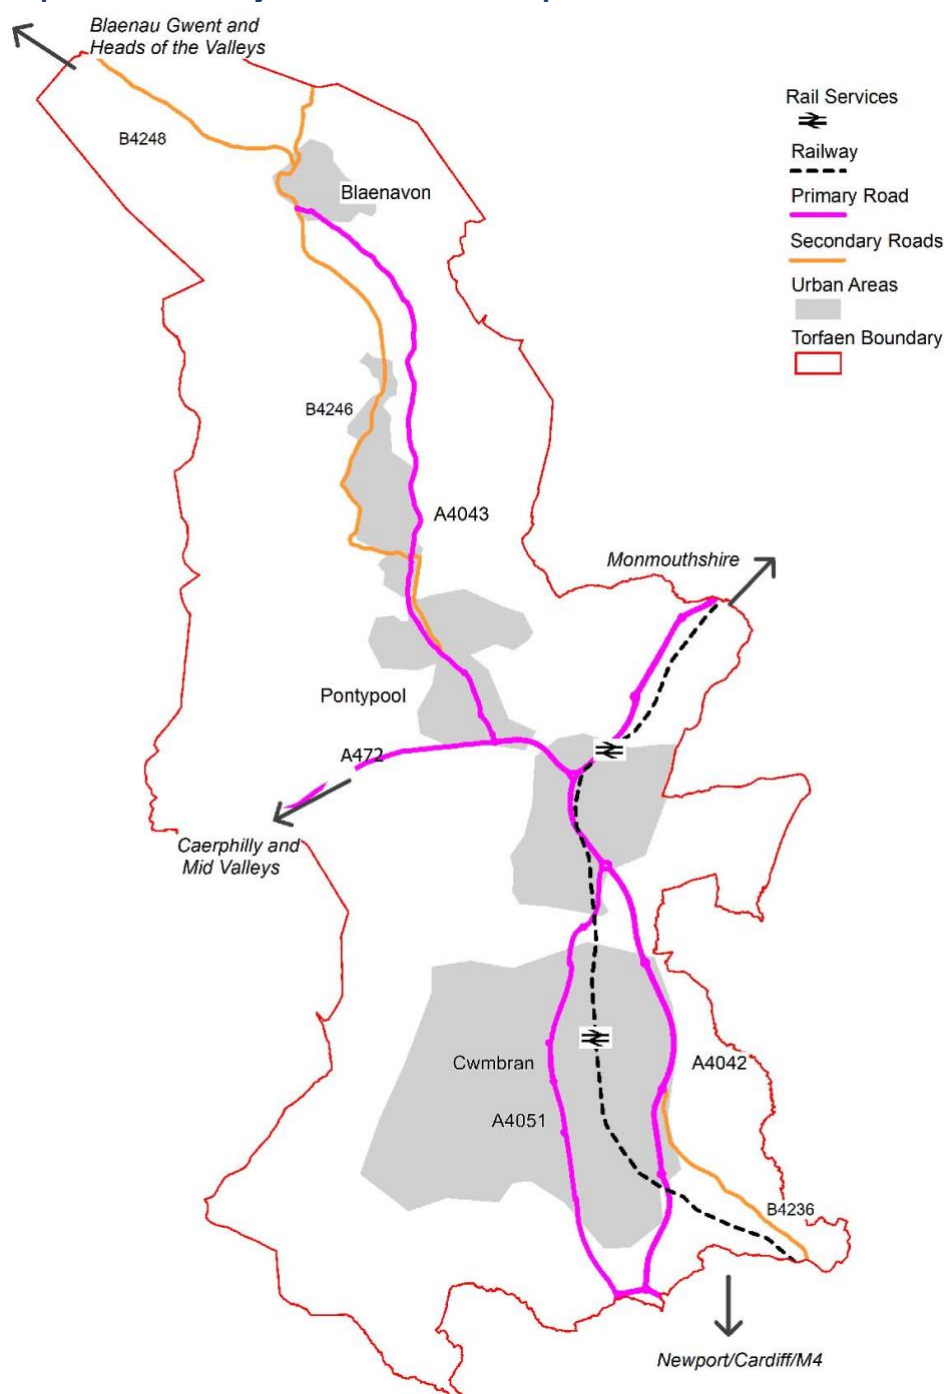 Blaenau Gwent and
Heads of the Valleys
Rail Services
B4248
Railway
Blaenavon
Primary Road
Secondary Roads
Urban Areas
Torfaen Boundary
B4246
A4043
Monmouthshire
Pontypool
A472
Caerphilly and
Mid Valleys
Cwmbran
A4042
A4051
B4236
Newport/Cardiff/M4